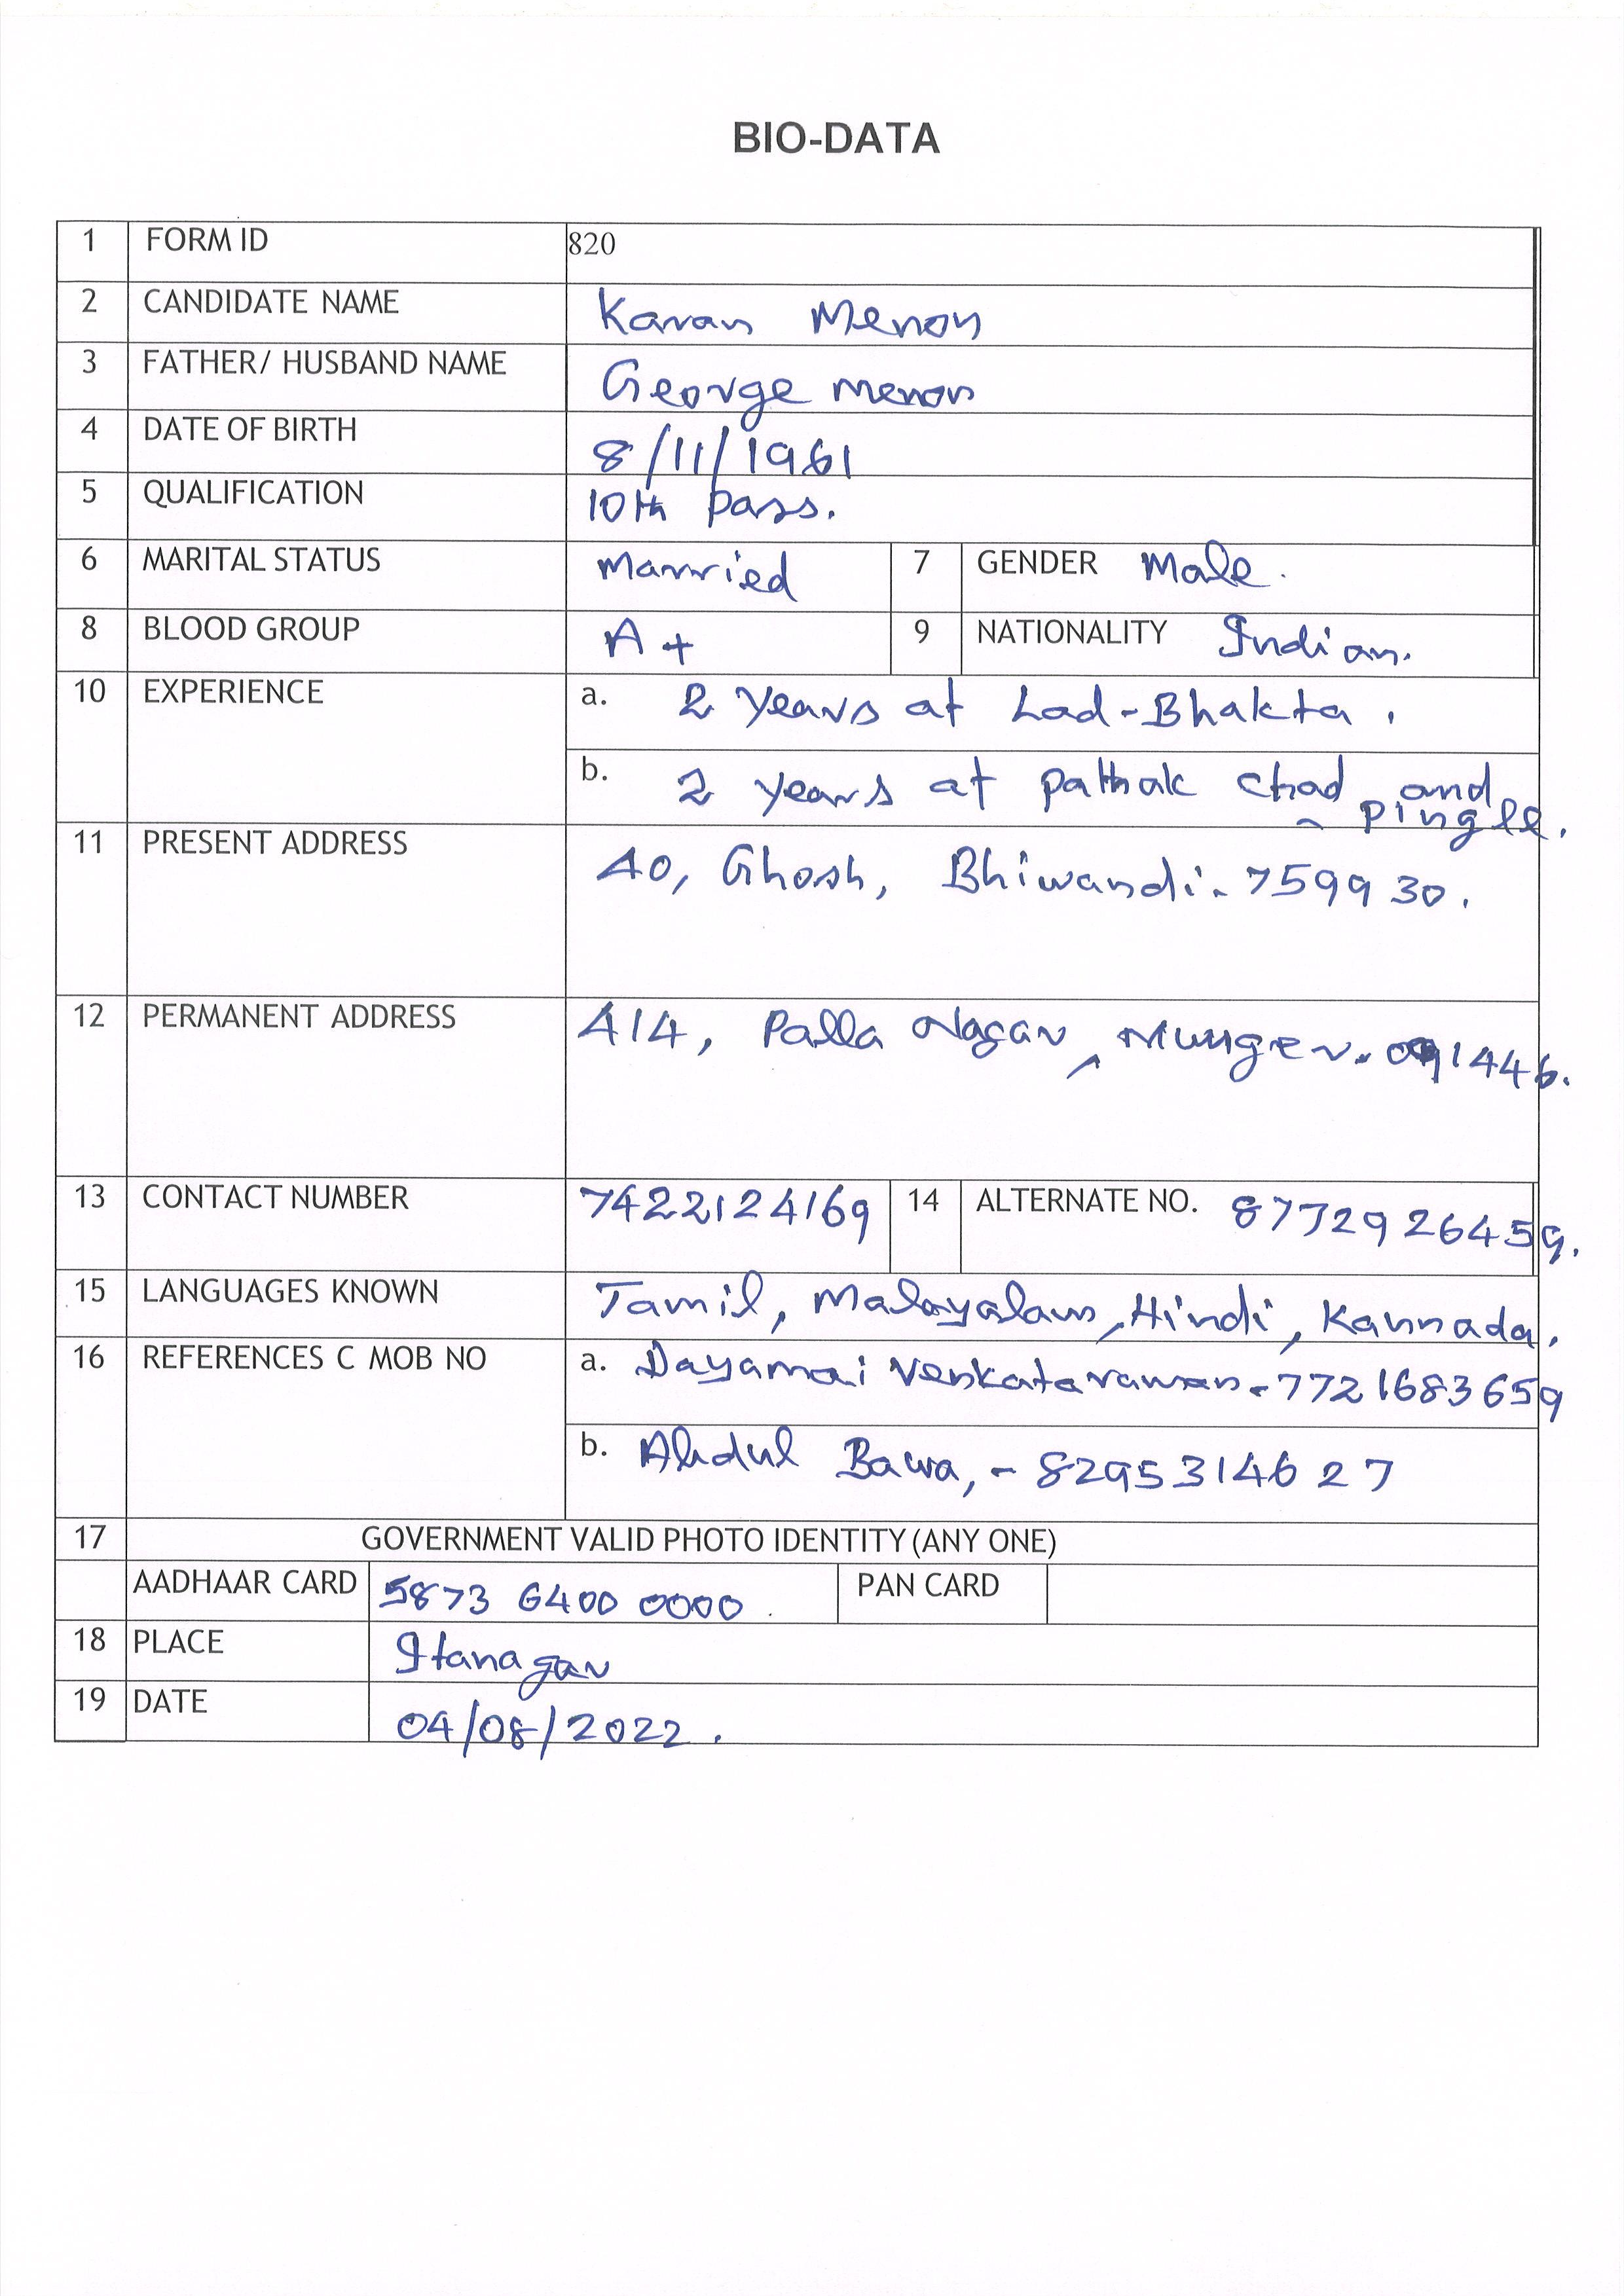 BIO-DATA
1 FORM ID 820
2 CANDIDATE NAME Karan Menon
3 FATHER/ HUSBAND NAME George Menon
4 DATE OF BIRTH 8/11/1961
5 QUALIFICATION 10th pass.
6 MARITAL STATUS Married 7 GENDER Male.
8 BLOOD GROUP A+ 9 NATIONALITY Indian.
10 EXPERIENCE a. 2 years at Lad-Bhakta.
b. 2 years at pathak chad, and
pingle.
11 PRESENT ADDRESS 40, Ghosh, Bhiwandi-759930.
12 PERMANENT ADDRESS 414, Palla Nagar, Munger-091446.
13 CONTACT NUMBER 7422124169 14 ALTERNATE NO. 8772926459.
15 LANGUAGES KNOWN Tamil, Malayalam, Hindi, Kannada.
16 REFERENCES C MOB NO a. Dayamai Venkataraman-7721683659
b. Abdul Bawa,-8295314627
17 GOVERNMENT VALID PHOTO IDENTITY (ANY ONE)
AADHAAR CARD 5873 6400 0000. PAN CARD
18 PLACE Itanagar
19 DATE 04/08/2022.